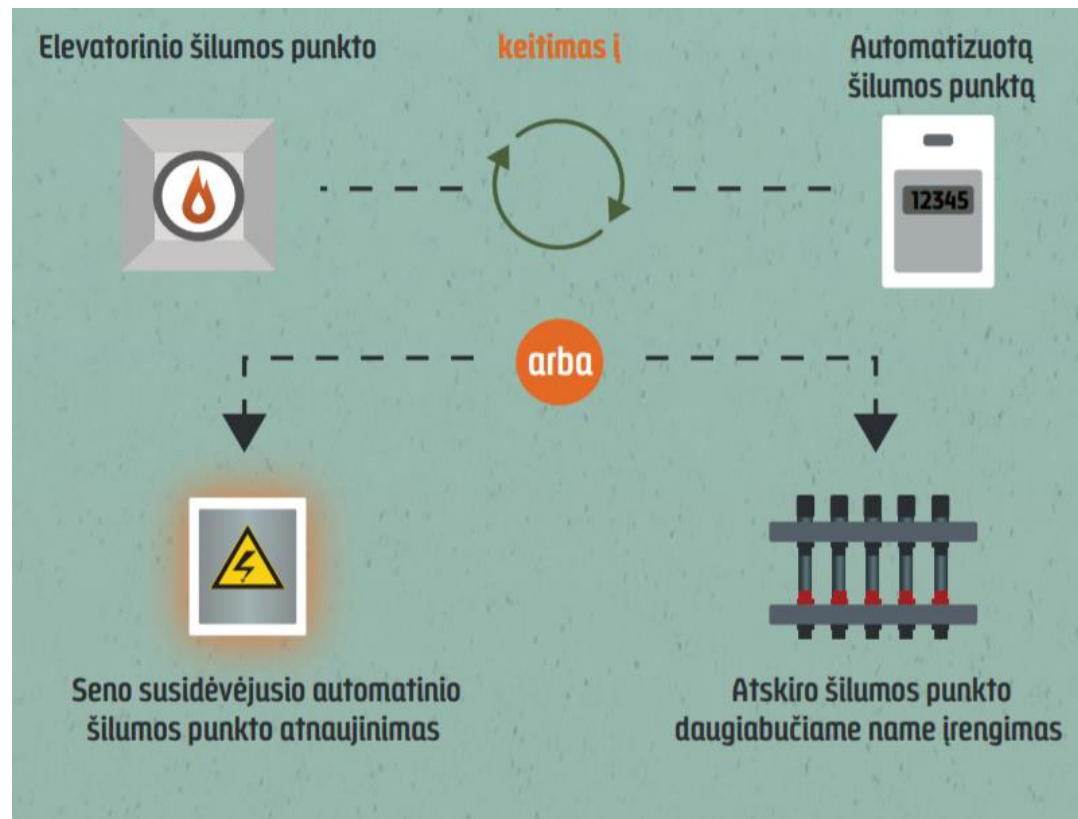 Elevatorinio šilumos punkto
keitimas į
Automatizuotą
šilumos punktą
12345
arba
Seno susidėvėjusio automatinio
šilumos punkto atnaujinimas
Atskiro šilumos punkto
daugiabučiame name įrengimas